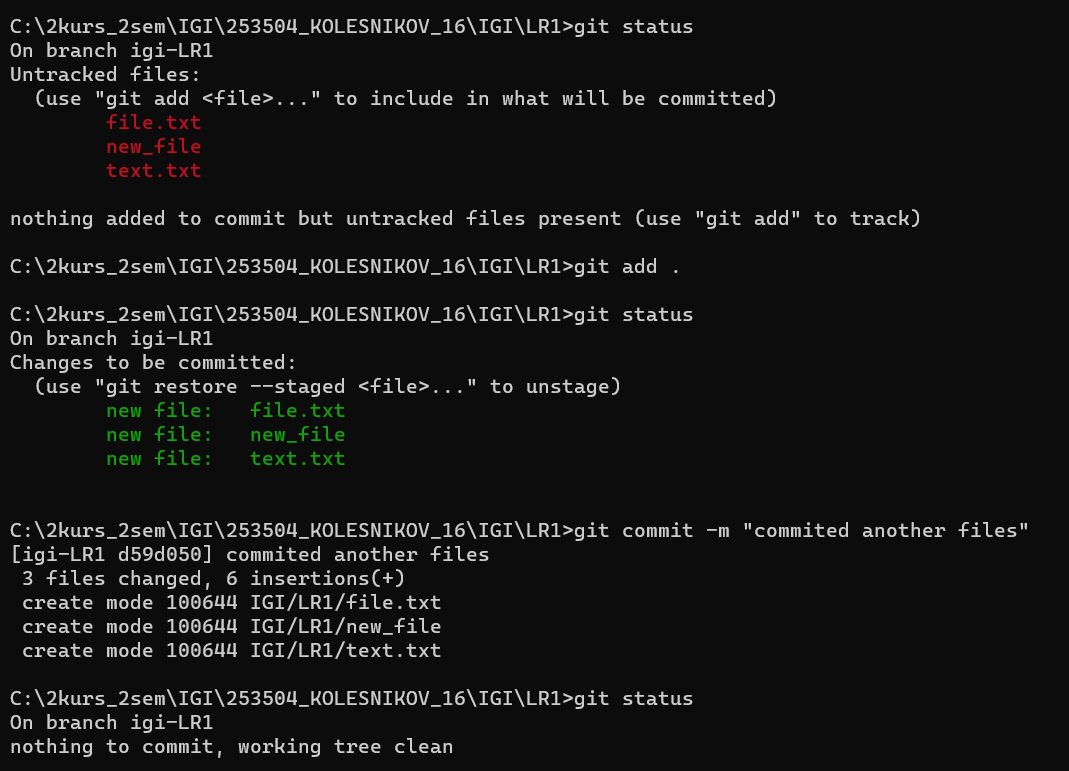 C:\2kurs_2sem\IGI\253504_KOLESNIKOV_16\IGI\LR1>git status
On branch igi-LR1
Untracked files:
  (use "git add <file>..." to include in what will be committed)
        file.txt
        new_file
        text.txt

nothing added to commit but untracked files present (use "git add" to track)

C:\2kurs_2sem\IGI\253504_KOLESNIKOV_16\IGI\LR1>git add .

C:\2kurs_2sem\IGI\253504_KOLESNIKOV_16\IGI\LR1>git status
On branch igi-LR1
Changes to be committed:
  (use "git restore --staged <file>..." to unstage)
        new file:   file.txt
        new file:   new_file
        new file:   text.txt


C:\2kurs_2sem\IGI\253504_KOLESNIKOV_16\IGI\LR1>git commit -m "commited another files"
[igi-LR1 d59d050] commited another files
 3 files changed, 6 insertions(+)
 create mode 100644 IGI/LR1/file.txt
 create mode 100644 IGI/LR1/new_file
 create mode 100644 IGI/LR1/text.txt

C:\2kurs_2sem\IGI\253504_KOLESNIKOV_16\IGI\LR1>git status
On branch igi-LR1
nothing to commit, working tree clean